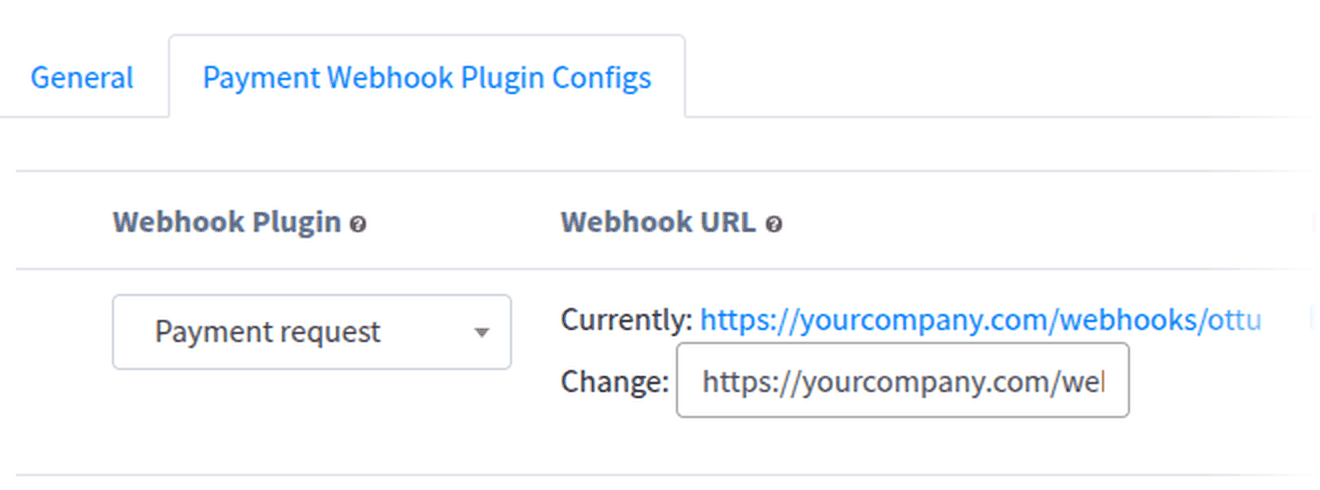 General Payment Webhook Plugin Configs
Webhook Plugin Webhook URL
Payment request
Currently: https://yourcompany.com/webhooks/ottu
Change: https://yourcompany.com/wel